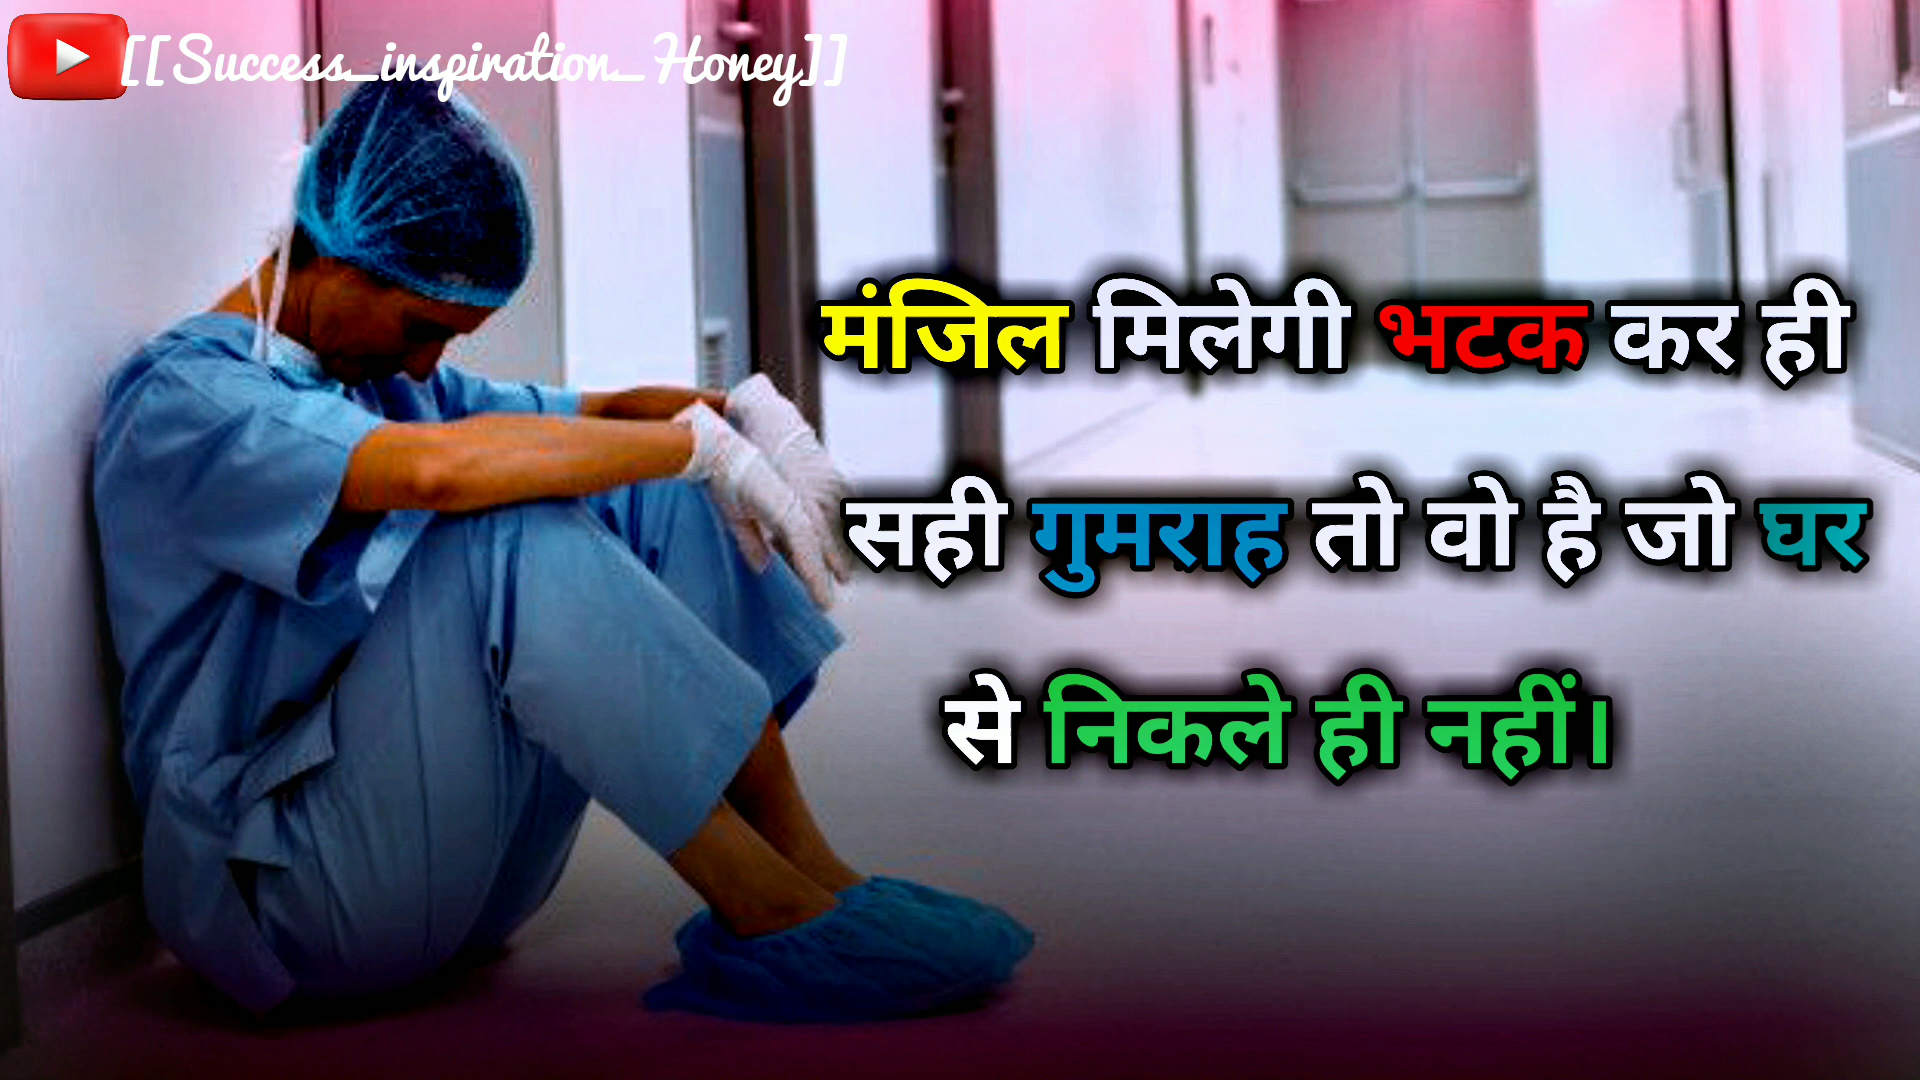 [[Success_inspiration_Honey]]
मंजिल मिलेगी भटक कर ही
सही गुमराह तो वो है जो घर
से निकले ही नहीं।